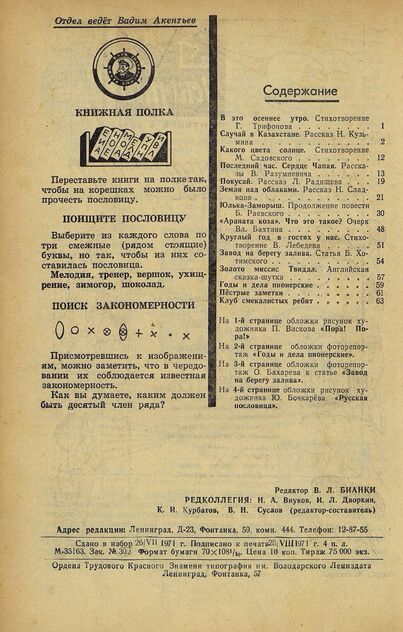 Отдел ведёт Вадим Акентьев
КНИЖНАЯ ПОЛКА
Переставьте книги на полке так,
чтобы на корешках можно было
прочесть пословицу.
ПОИЩИТЕ ПОСЛОВИЦУ
Выберите из каждого слова по
три смежные (рядом стоящие)
буквы, но так, чтобы из них со-
ставилась пословица.
Мелодия, тренер, вершок, ухищ-
рение, зимогор, шоколад.
ПОИСК ЗАКОНОМЕРНОСТИ
Присмотревшись к изображени-
ям, можно заметить, что в чередо-
вании их соблюдается известная
закономерность.
Как вы думаете, каким должен
быть десятый член ряда?
Содержание
В это осеннее утро. Стихотворение
Г. Трифонова 1
Случай в Казахстане. Рассказ Н. Кузь-
мина 2
Какого цвета солнце. Стихотворение
М. Садовского 12
Последний час. Сердце Чапая. Расска-
зы В. Разумневича 13
Покусай. Рассказ Л. Радищева 19
Земля над облаками. Рассказ Н.Слад-
кова 21
Юлька-Заморыш. Продолжение повести
Б. Раевского 30
«Араната коза». Что это такое? Очерк
Вл. Бахтина 48
Круглый год в гостях у нас. Стихо-
творение В. Лебедева 51
Завод на берегу залива. Статья Б. Хо-
тимского 54
Золото миссис Твидл. Английская
сказка-шутка 57
Годы и дела пионерские 59
Пёстрые заметки 61
Клуб смекалистых ребят 63
На 1-й странице обложки рисунок ху-
дожника П. Вискова «Пора! По-
ра!»
На 2-й странице обложки фоторепор-
таж «Годы и дела пионерские».
На 3-й странице обложки фоторепор-
таж О. Бахарева к статье «Завод
на берегу залива».
На 4-й странице обложки рисунок ху-
дожника Ю. Бочкарёва «Русская
пословица».
Редактор В. Л. БИАНКИ
РЕДКОЛЛЕГИЯ: Н. А. Внуков, И. Л. Дворкин,
К. И. Курбатов, В. Н. Суслов (редактор-составитель)
Адрес редакции: Ленинград, Д-23, Фонтанка, 59, комн. 444. Телефон: 12-87-55
Сдано в набор 26/VII 1971 г. Подписано к печати 26/VIII 1971 г. 4 п. л.
М-35163. Зак. № 302 Формат бумаги 70×108 1/16. Цена 10 коп. Тираж 75 000 экз.
Ордена Трудового Красного Знамени типография им. Володарского Лениздата
Ленинград, Фонтанка, 57